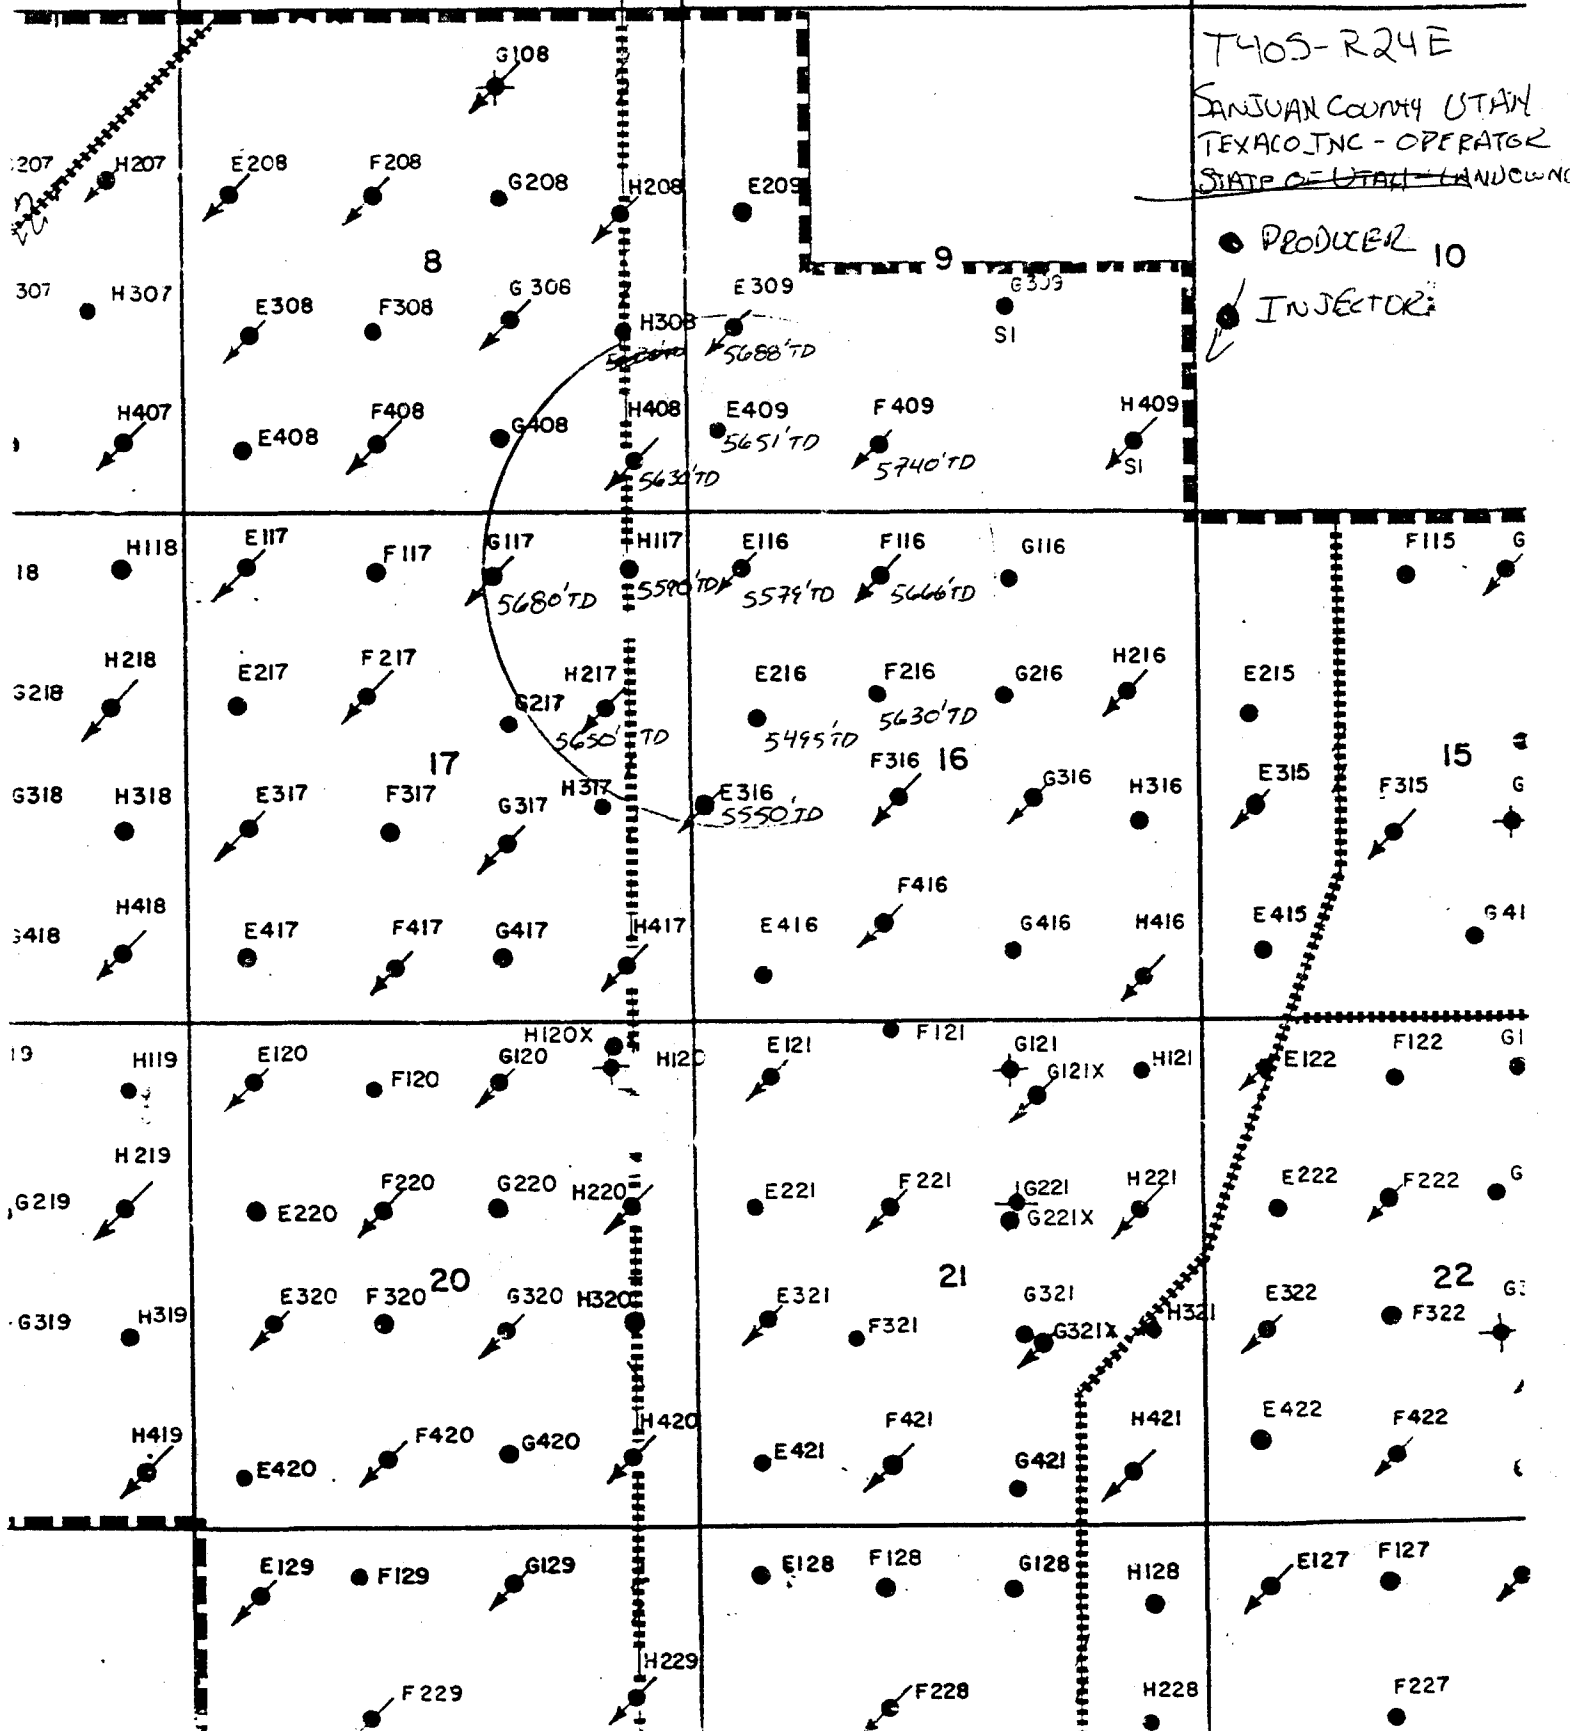 G108
T40S-R24E
SANJUAN COUNTY UTAH
TEXACO INC - OPERATOR
STATE OF UTAH - LANDOWNE
207 H207 E208 F208 G208 H208 E209
8 9 10
PRODUCER
INJECTOR
307 H307 E308 F308 G306 H308 E309 G309
5688'TD SI
H407 E408 F408 G408 H408 E409 F409 H409
5630'TD 5651'TD 5740'TD SI
18 H118 E117 F117 G117 H117 E116 F116 G116 F115 G
5680'TD 5590'TD 5579'TD 5666'TD
G218 H218 E217 F217 G217 H217 E216 F216 G216 H216 E215
5650'TD 5495'TD 5630'TD
17 16 15
G318 H318 E317 F317 G317 H317 E316 F316 G316 H316 E315 F315 G
5550'TD
G418 H418 E417 F417 G417 H417 E416 F416 G416 H416 E415 G41
19 H119 E120 F120 G120 H120X H120 E121 F121 G121 G121X H121 E122 F122 G1
G219 H219 E220 F220 G220 H220 E221 F221 G221 H221 E222 F222 G
G221X
20 21 22
G319 H319 E320 F320 G320 H320 E321 F321 G321 G321X H321 E322 F322
H419 E420 F420 G420 H420 E421 F421 G421 H421 E422 F422
E129 F129 G129 E128 F128 G128 H128 E127 F127
F229 H229 F228 H228 F227